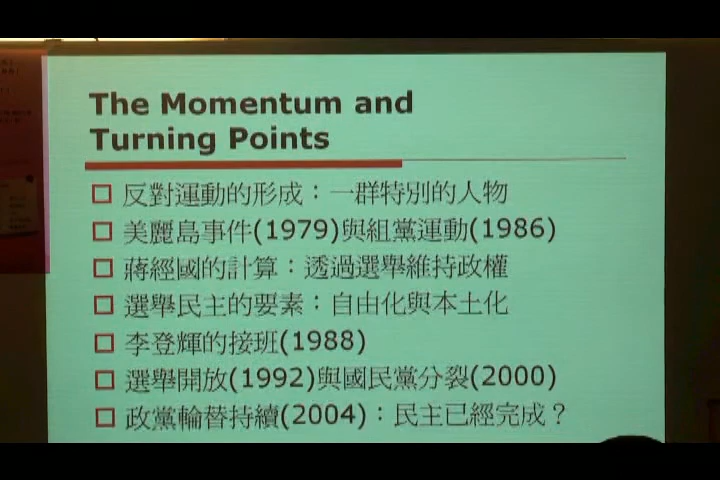 The Momentum and
Turning Points
反對運動的形成：一群特別的人物
美麗島事件(1979)與組黨運動(1986)
蔣經國的計算：透過選舉維持政權
選舉民主的要素：自由化與本土化
李登輝的接班(1988)
選舉開放(1992)與國民黨分裂(2000)
政黨輪替持續(2004)：民主已經完成？